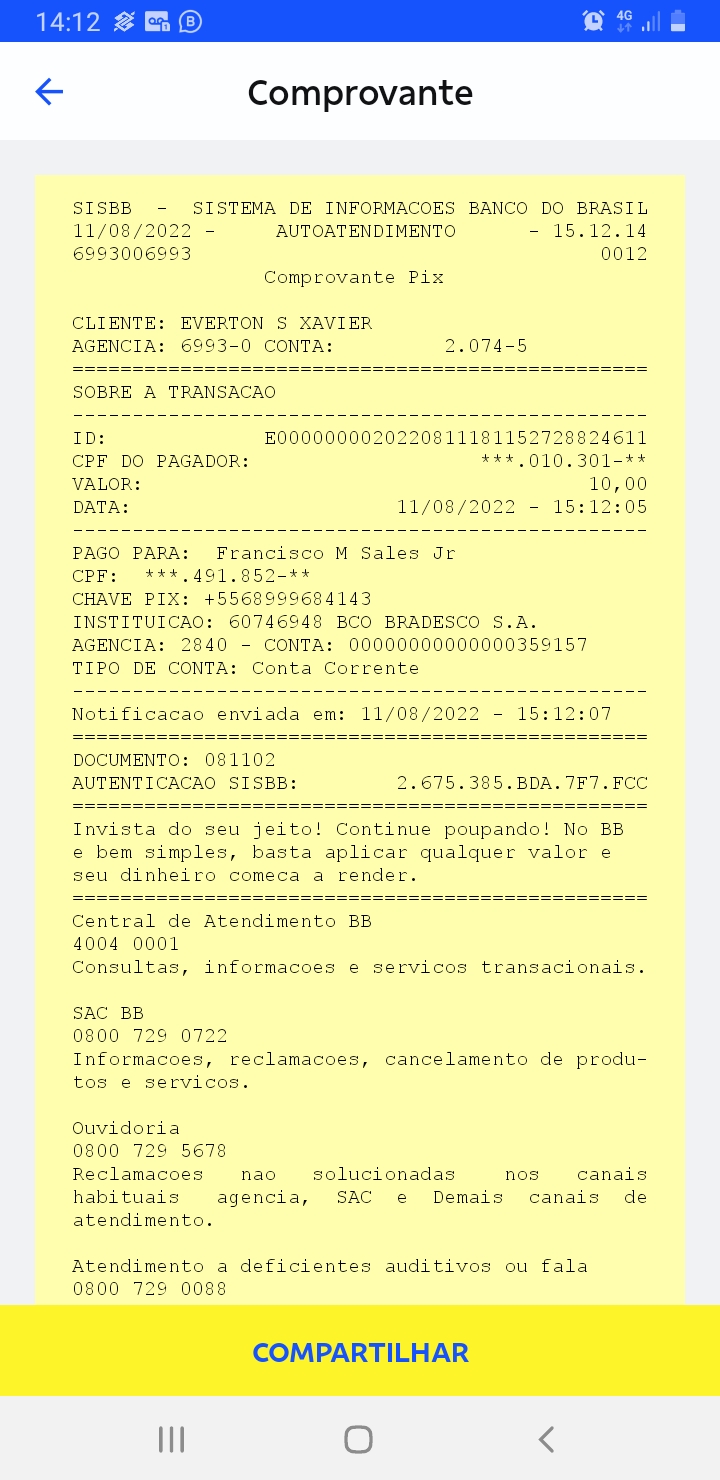 14:12 4G
Comprovante
SISBB - SISTEMA DE INFORMACOES BANCO DO BRASIL
11/08/2022 - AUTOATENDIMENTO - 15.12.14
6993006993 0012
Comprovante Pix
CLIENTE: EVERTON S XAVIER
AGENCIA: 6993-0 CONTA: 2.074-5
================================================
SOBRE A TRANSACAO
------------------------------------------------
ID: E0000000020220811181152728824611
CPF DO PAGADOR: ***.010.301-**
VALOR: 10,00
DATA: 11/08/2022 - 15:12:05
------------------------------------------------
PAGO PARA: Francisco M Sales Jr
CPF: ***.491.852-**
CHAVE PIX: +5568999684143
INSTITUICAO: 60746948 BCO BRADESCO S.A.
AGENCIA: 2840 - CONTA: 00000000000000359157
TIPO DE CONTA: Conta Corrente
------------------------------------------------
Notificacao enviada em: 11/08/2022 - 15:12:07
================================================
DOCUMENTO: 081102
AUTENTICACAO SISBB: 2.675.385.BDA.7F7.FCC
================================================
Invista do seu jeito! Continue poupando! No BB
e bem simples, basta aplicar qualquer valor e
seu dinheiro comeca a render.
================================================
Central de Atendimento BB
4004 0001
Consultas, informacoes e servicos transacionais.
SAC BB
0800 729 0722
Informacoes, reclamacoes, cancelamento de produ-
tos e servicos.
Ouvidoria
0800 729 5678
Reclamacoes nao solucionadas nos canais
habituais agencia, SAC e Demais canais de
atendimento.
Atendimento a deficientes auditivos ou fala
0800 729 0088
COMPARTILHAR